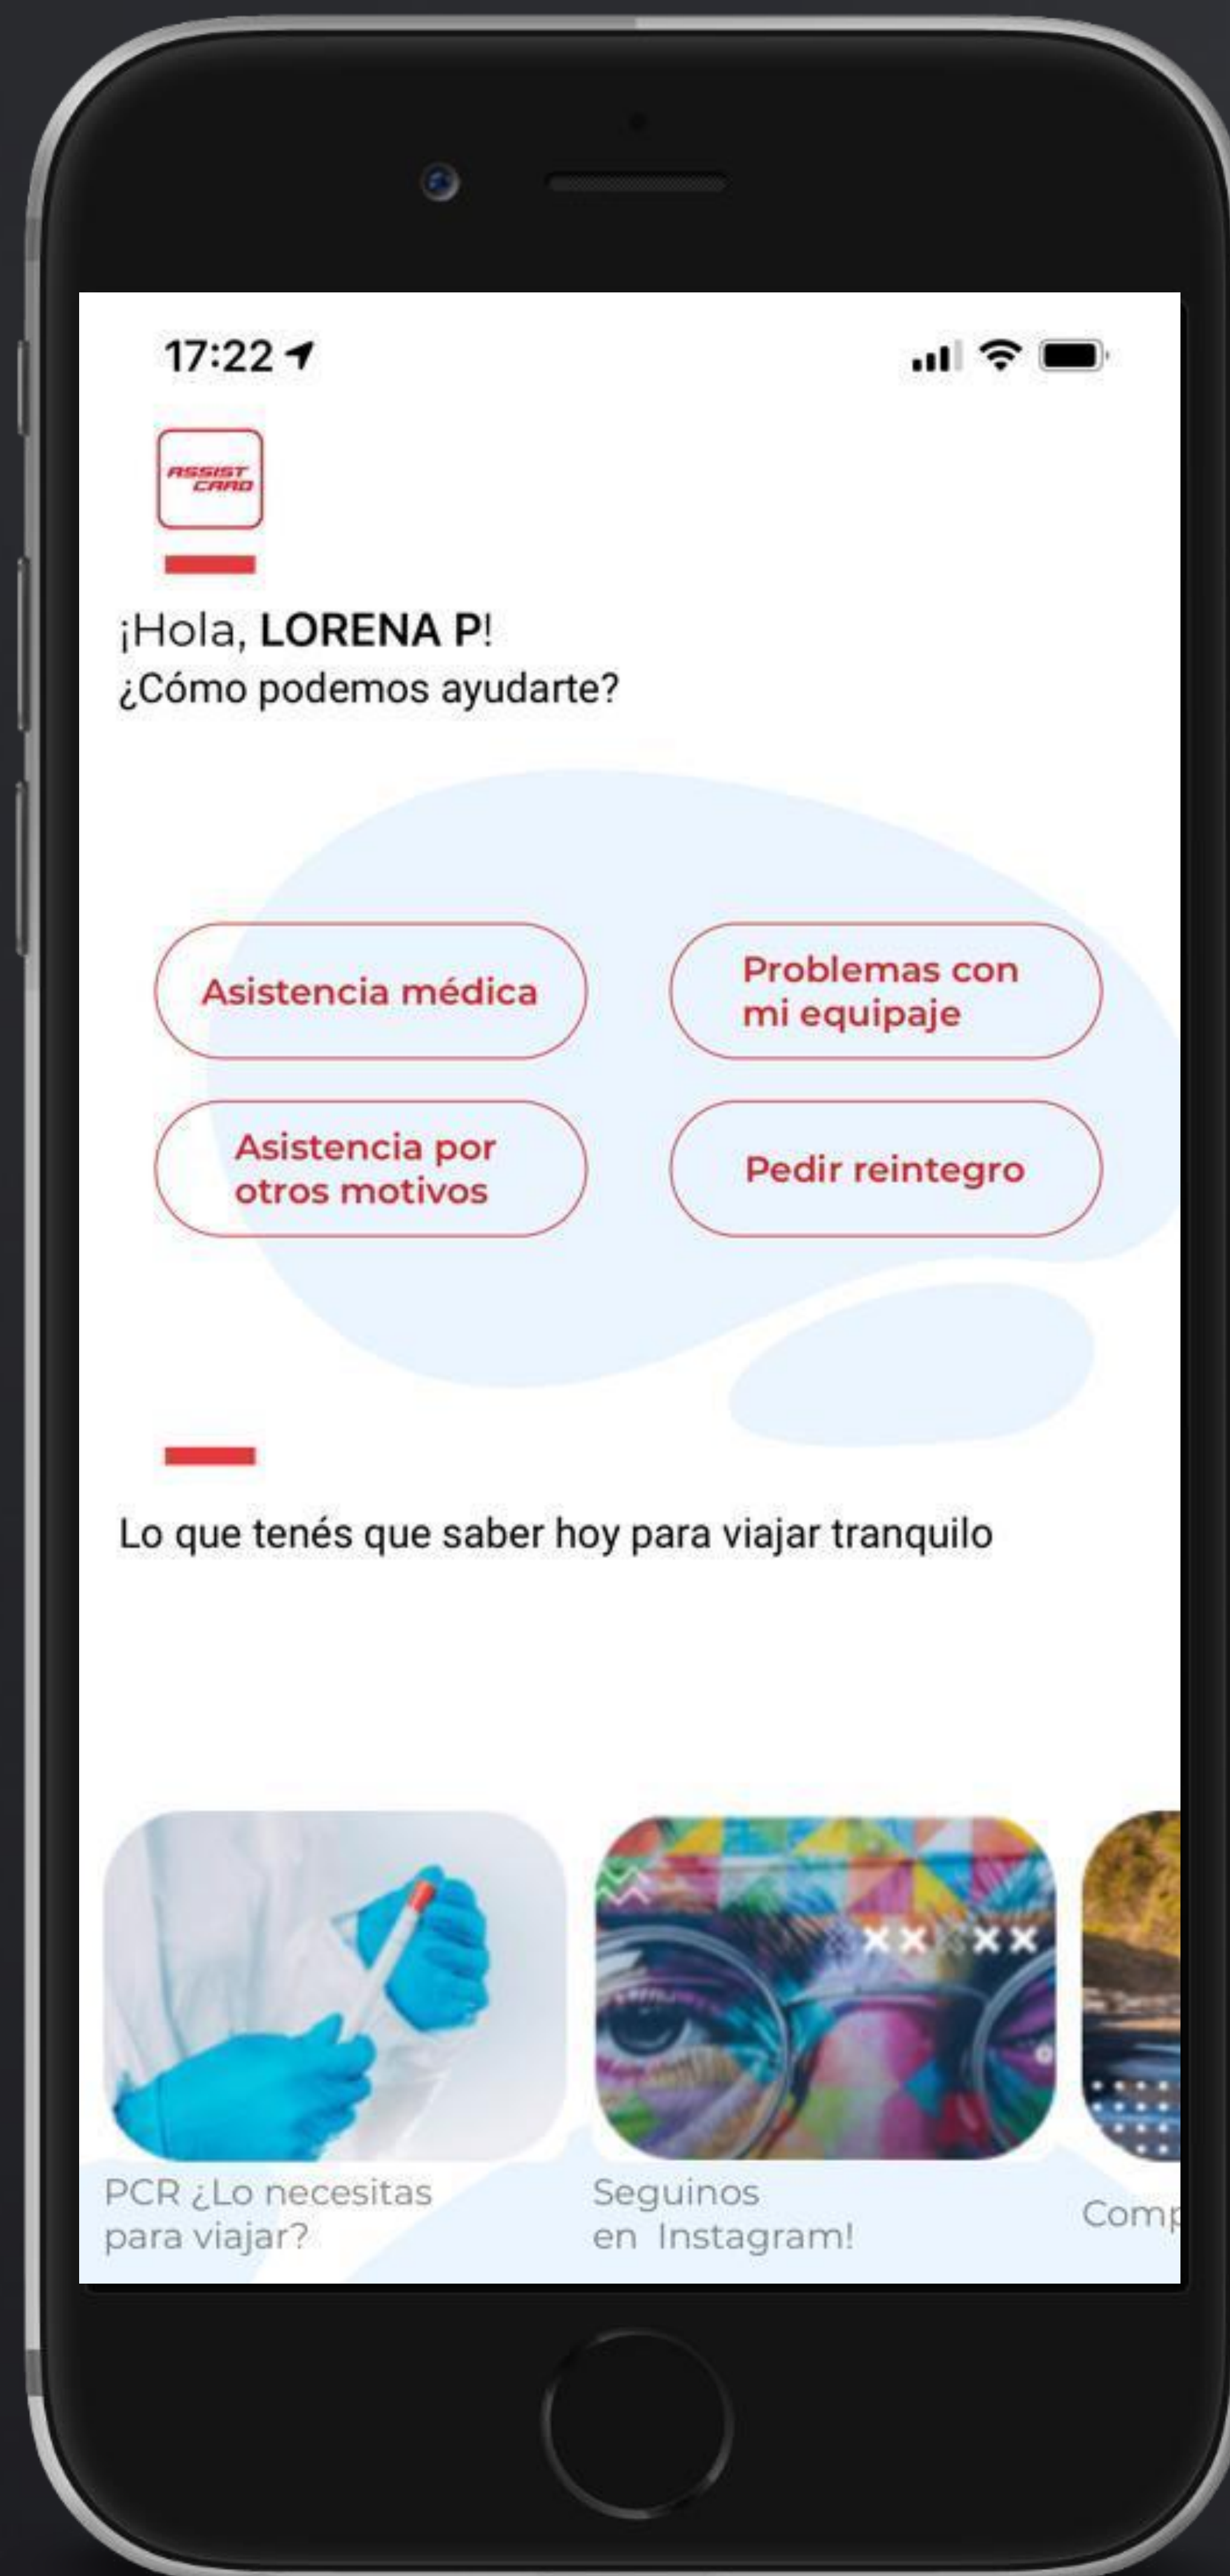 17:22
ASSIST
CARD
¡Hola, LORENA P!
¿Cómo podemos ayudarte?
Asistencia médica
Problemas con
mi equipaje
Asistencia por
otros motivos
Pedir reintegro
Lo que tenés que saber hoy para viajar tranquilo
PCR ¿Lo necesitas
para viajar?
Seguinos
en Instagram!
Comp